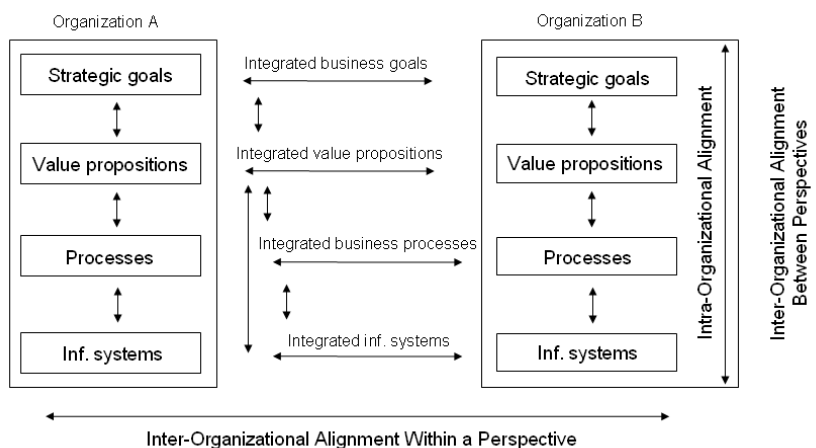 Organization A
Organization B
Strategic goals
Integrated business goals
Strategic goals
Value propositions
Integrated value propositions
Value propositions
Processes
Integrated business processes
Processes
Inf. systems
Integrated inf. systems
Inf. systems
Intra-Organizational Alignment
Inter-Organizational Alignment
Between Perspectives
Inter-Organizational Alignment Within a Perspective